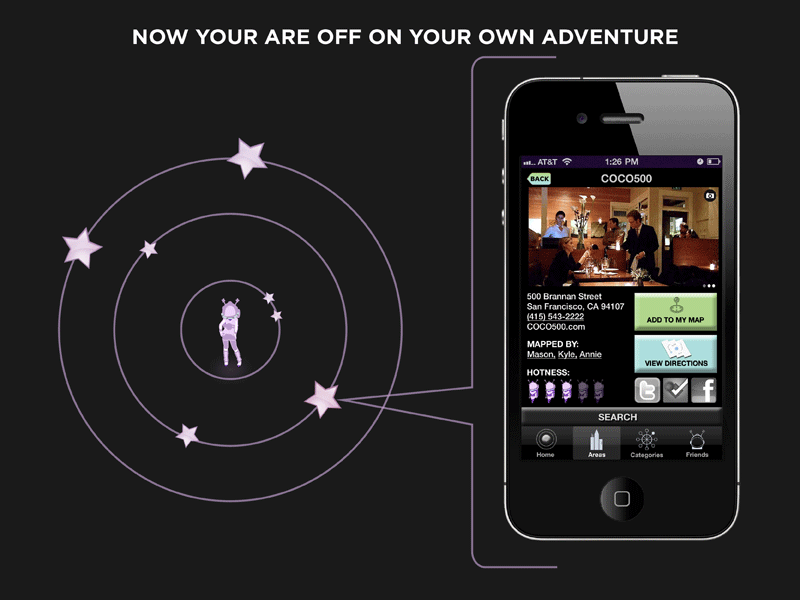 NOW YOUR ARE OFF ON YOUR OWN ADVENTURE
AT&T 1:26 PM
BACK COCO500
500 Brannan Street
San Francisco, CA 94107
(415) 543-2222
COCO500.com
ADD TO MY MAP
MAPPED BY:
Mason, Kyle, Annie
VIEW DIRECTIONS
HOTNESS:
SEARCH
Home Areas Categories Friends